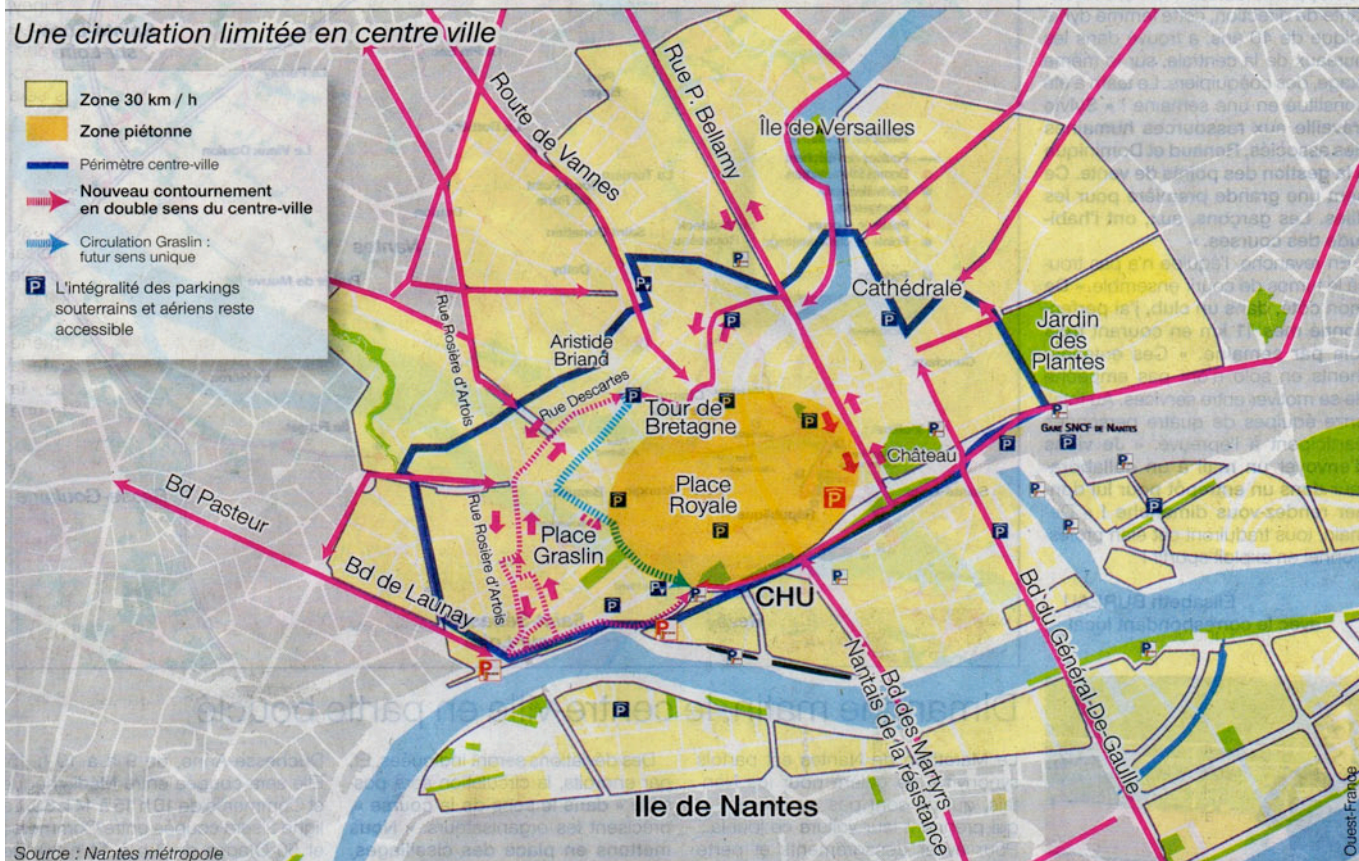 Une circulation limitée en centre ville
Zone 30 km / h
Zone piétonne
Périmètre centre-ville
Nouveau contournement
en double sens du centre-ville
Circulation Graslin :
futur sens unique
P L'intégralité des parkings
souterrains et aériens reste
accessible
Route de Vannes
Rue P. Bellamy
Île de Versailles
Cathédrale
Jardin
des
Plantes
Rue Rosière d'Artois
Aristide
Briand
Rue Descartes
Tour de
Bretagne
Château
GARE SNCF DE NANTES
Place
Royale
Place
Graslin
Rue Rosière d'Artois
Bd Pasteur
Bd de Launay
CHU
Bd des Martyrs
Nantais de la résistance
Bd du Général-De-Gaulle
Ile de Nantes
Source : Nantes métropole
Ouest-France